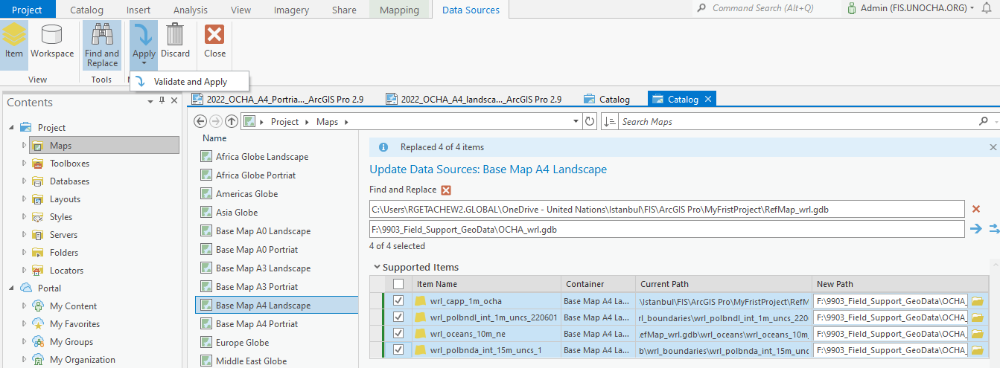 Project Catalog Insert Analysis View Imagery Share Mapping Data Sources Command Search (Alt+Q) Admin (FIS.UNOCHA.ORG)
Item Workspace Find and Replace Apply Discard Close
View Tools
Validate and Apply
Contents
2022_OCHA_A4_Portria..._ArcGIS Pro 2.9 2022_OCHA_A4_landsca..._ArcGIS Pro 2.9 Catalog Catalog
Project Maps Search Maps
Project
Maps
Toolboxes
Databases
Layouts
Styles
Servers
Folders
Locators
Portal
My Content
My Favorites
My Groups
My Organization
Name
Africa Globe Landscape
Africa Globe Portriat
Americas Globe
Asia Globe
Base Map A0 Landscape
Base Map A0 Portriat
Base Map A3 Landscape
Base Map A3 Portriat
Base Map A4 Landscape
Base Map A4 Portriat
Europe Globe
Middle East Globe
Replaced 4 of 4 items
Update Data Sources: Base Map A4 Landscape
Find and Replace
C:\Users\RGETACHEW2.GLOBAL\OneDrive - United Nations\Istanbul\FIS\ArcGIS Pro\MyFristProject\RefMap_wrl.gdb
F:\9903_Field_Support_GeoData\OCHA_wrl.gdb
4 of 4 selected
Supported Items
Item Name Container Current Path New Path
wrl_capp_1m_ocha Base Map A4 La... \Istanbul\FIS\ArcGIS Pro\MyFristProject\RefM F:\9903_Field_Support_GeoData\OCHA_
wrl_polbndl_int_1m_uncs_220601 Base Map A4 La... rl_boundaries\wrl_polbndl_int_1m_uncs_220 F:\9903_Field_Support_GeoData\OCHA_
wrl_oceans_10m_ne Base Map A4 La... .efMap_wrl.gdb\wrl_oceans\wrl_oceans_10m_ F:\9903_Field_Support_GeoData\OCHA_
wrl_polbnda_int_15m_uncs_1 Base Map A4 La... b\wrl_boundaries\wrl_polbnda_int_15m_unc F:\9903_Field_Support_GeoData\OCHA_